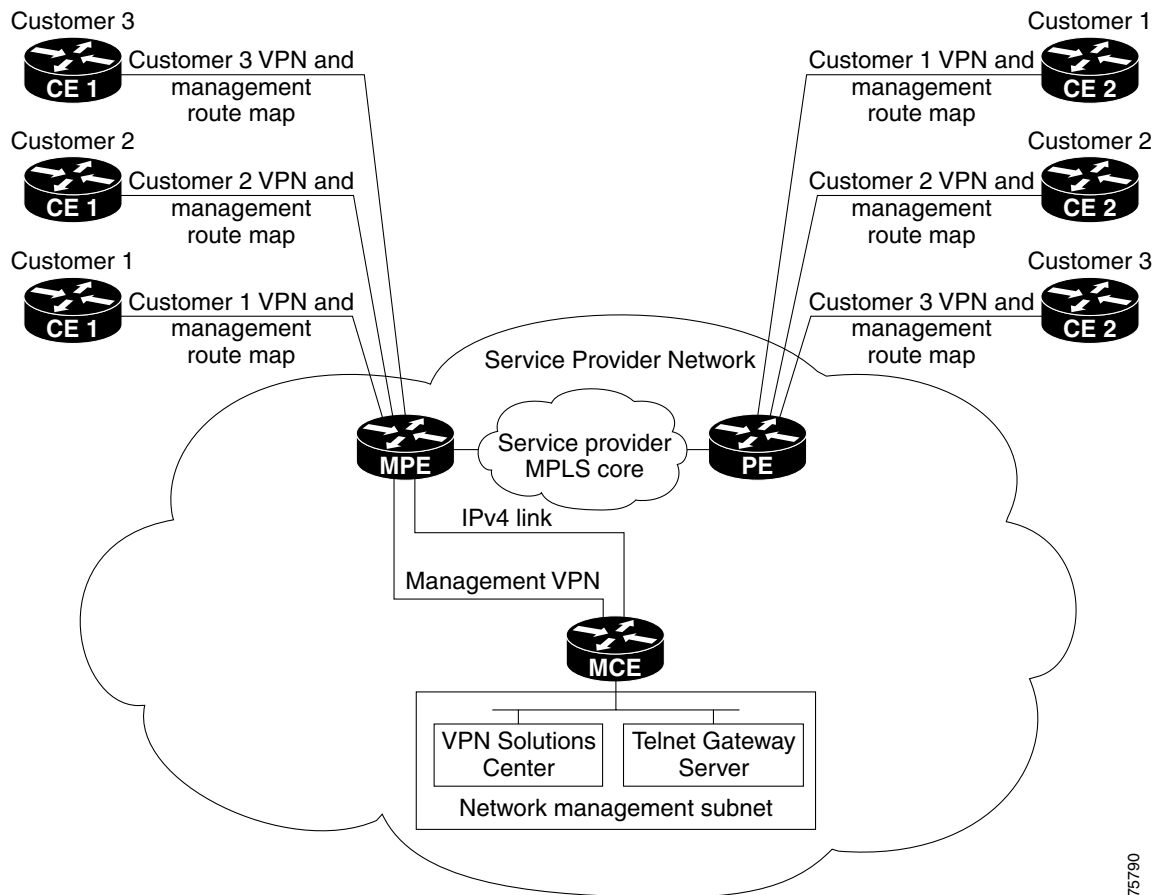 Customer 3
CE 1
Customer 3 VPN and
management
route map
Customer 2
CE 1
Customer 2 VPN and
management
route map
Customer 1
CE 1
Customer 1 VPN and
management
route map
Customer 1
CE 2
Customer 1 VPN and
management
route map
Customer 2
CE 2
Customer 2 VPN and
management
route map
Customer 3
CE 2
Customer 3 VPN and
management
route map
Service Provider Network
MPE
Service provider
MPLS core
PE
IPv4 link
Management VPN
MCE
VPN Solutions
Center
Telnet Gateway
Server
Network management subnet
75790